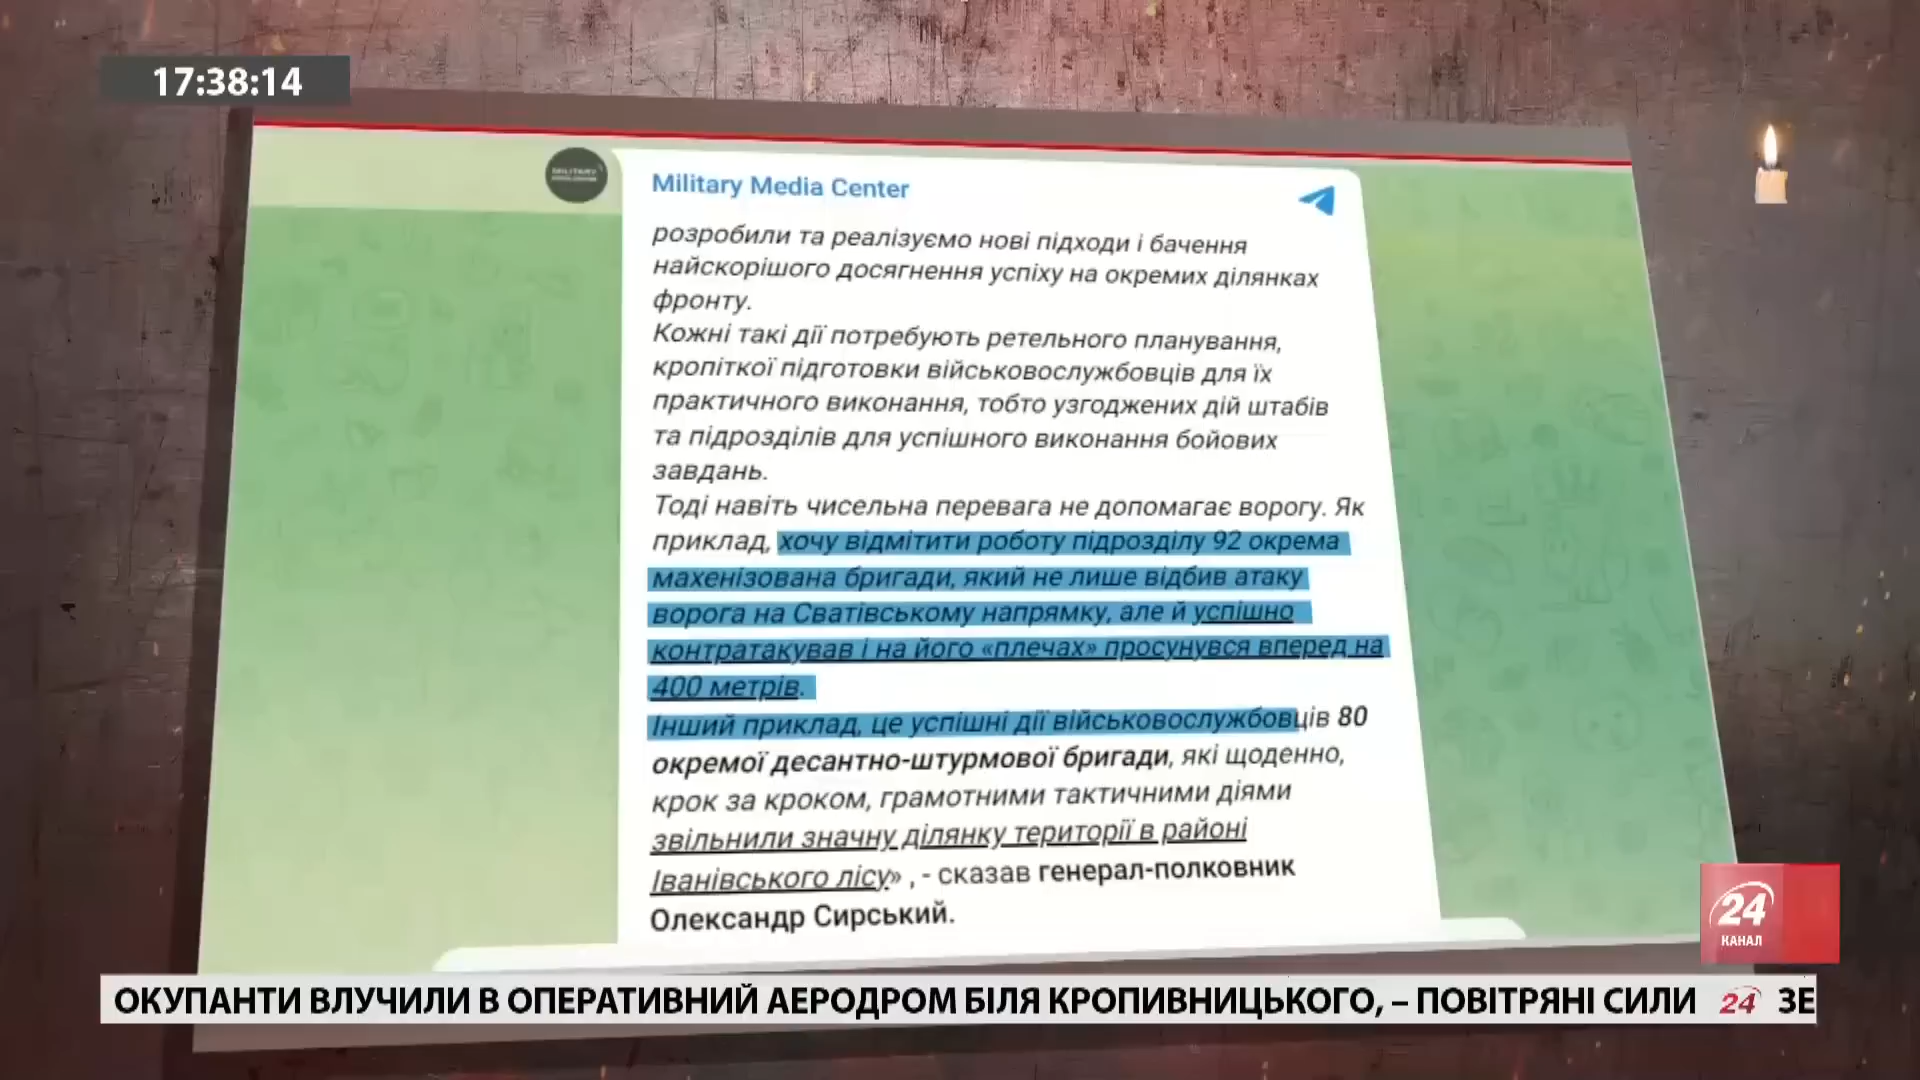 17:38:14
Military Media Center
розробили та реалізуємо нові підходи і бачення
найскорішого досягнення успіху на окремих ділянках
фронту.
Кожні такі дії потребують ретельного планування,
кропіткої підготовки військовослужбовців для їх
практичного виконання, тобто узгоджених дій штабів
та підрозділів для успішного виконання бойових
завдань.
Тоді навіть чисельна перевага не допомагає ворогу. Як
приклад, хочу відмітити роботу підрозділу 92 окрема
махенізована бригади, який не лише відбив атаку
ворога на Сватівському напрямку, але й успішно
контратакував і на його «плечах» просунувся вперед на
400 метрів.
Інший приклад, це успішні дії військовослужбовців 80
окремої десантно-штурмової бригади, які щоденно,
крок за кроком, грамотними тактичними діями
звільнили значну ділянку території в районі
Іванівського лісу» , - сказав генерал-полковник
Олександр Сирський.
24
КАНАЛ
ОКУПАНТИ ВЛУЧИЛИ В ОПЕРАТИВНИЙ АЕРОДРОМ БІЛЯ КРОПИВНИЦЬКОГО, – ПОВІТРЯНІ СИЛИ 24 ЗЕ